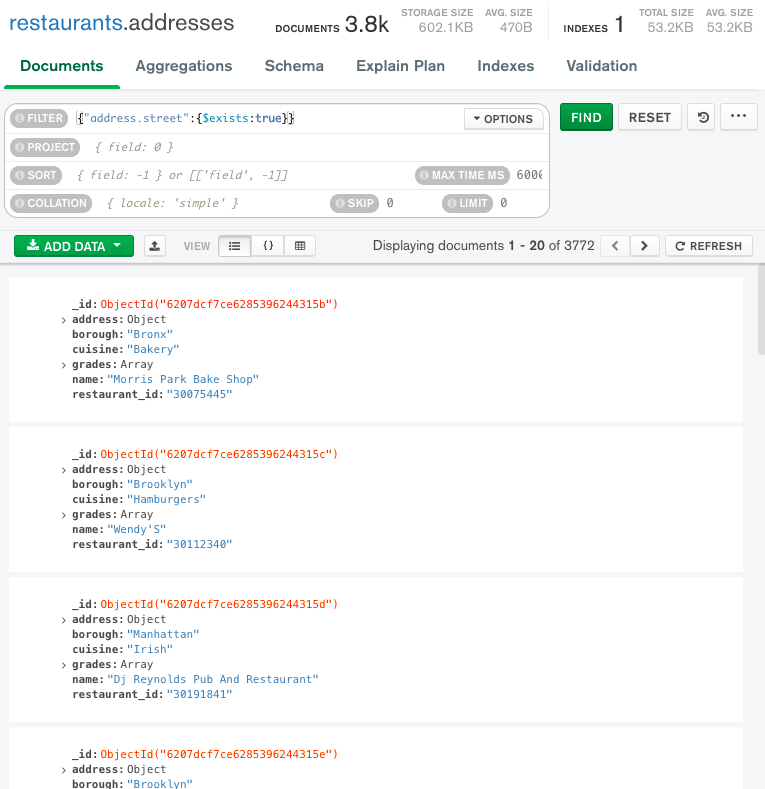 restaurants.addresses
DOCUMENTS 3.8k STORAGE SIZE 602.1KB AVG. SIZE 470B INDEXES 1 TOTAL SIZE 53.2KB AVG. SIZE 53.2KB
Documents Aggregations Schema Explain Plan Indexes Validation
FILTER {"address.street":{$exists:true}} OPTIONS FIND RESET ...
PROJECT { field: 0 }
SORT { field: -1 } or [['field', -1]] MAX TIME MS 6000
COLLATION { locale: 'simple' } SKIP 0 LIMIT 0
ADD DATA VIEW {} Displaying documents 1 - 20 of 3772 < > REFRESH
_id:ObjectId("6207dcf7ce6285396244315b")
> address:Object
borough:"Bronx"
cuisine:"Bakery"
> grades:Array
name:"Morris Park Bake Shop"
restaurant_id:"30075445"
_id:ObjectId("6207dcf7ce6285396244315c")
> address:Object
borough:"Brooklyn"
cuisine:"Hamburgers"
> grades:Array
name:"Wendy'S"
restaurant_id:"30112340"
_id:ObjectId("6207dcf7ce6285396244315d")
> address:Object
borough:"Manhattan"
cuisine:"Irish"
> grades:Array
name:"Dj Reynolds Pub And Restaurant"
restaurant_id:"30191841"
_id:ObjectId("6207dcf7ce6285396244315e")
> address:Object
borough:"Brooklyn"